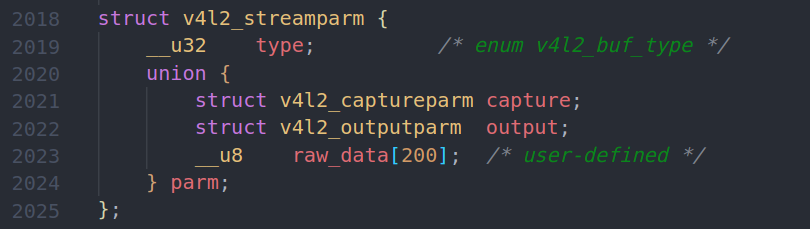 2018 struct v4l2_streamparm {
2019 __u32 type; /* enum v4l2_buf_type */
2020 union {
2021 struct v4l2_captureparm capture;
2022 struct v4l2_outputparm output;
2023 __u8 raw_data[200]; /* user-defined */
2024 } parm;
2025 };